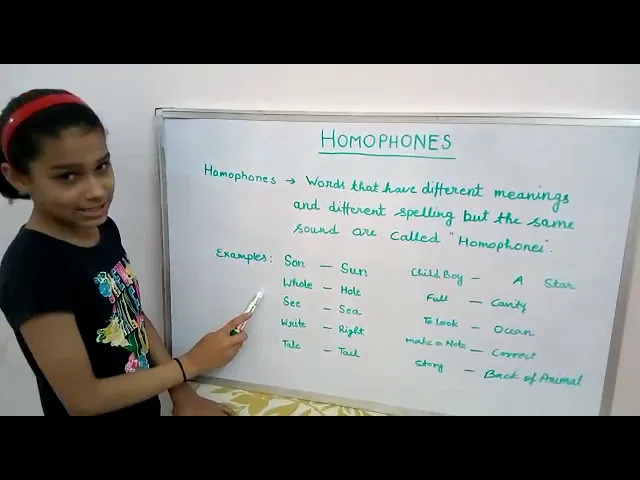 HOMOPHONES
Homophones → Words that have different meanings
and different spelling but the same
sound are called "Homophones".
Examples: Son — Sun Child Boy — A Star
Whole — Hole Full — Cavity
See — Sea To Look — Ocean
Write — Right make a Note — Correct
Tale — Tail Story — Back of Animal